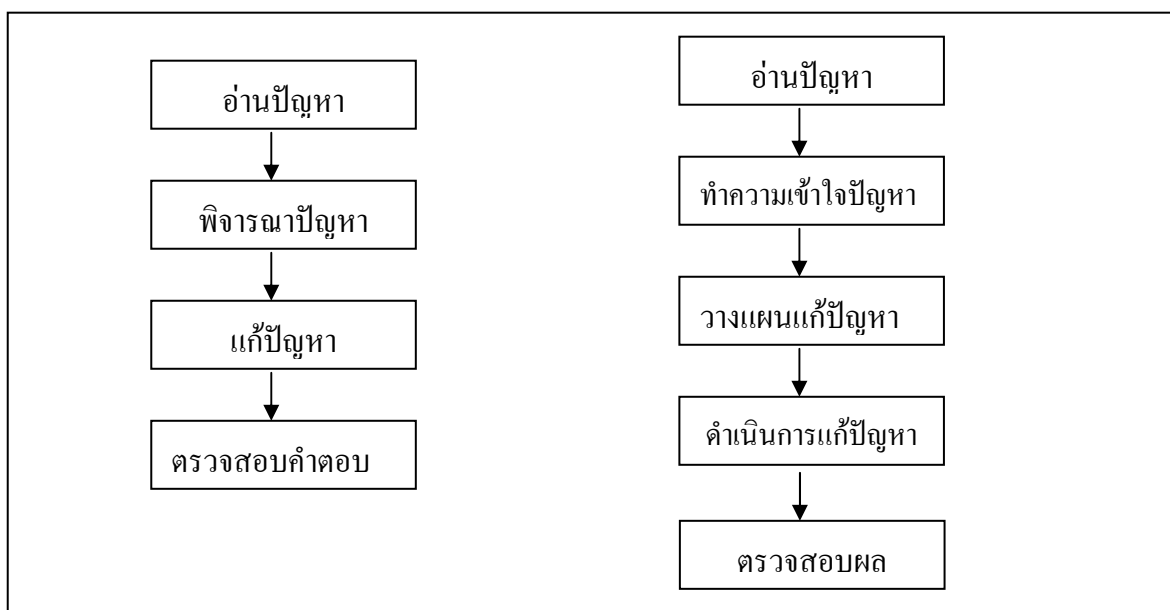 อ่านปัญหา
พิจารณาปัญหา
แก้ปัญหา
ตรวจสอบคำตอบ
อ่านปัญหา
ทำความเข้าใจปัญหา
วางแผนแก้ปัญหา
ดำเนินการแก้ปัญหา
ตรวจสอบผล